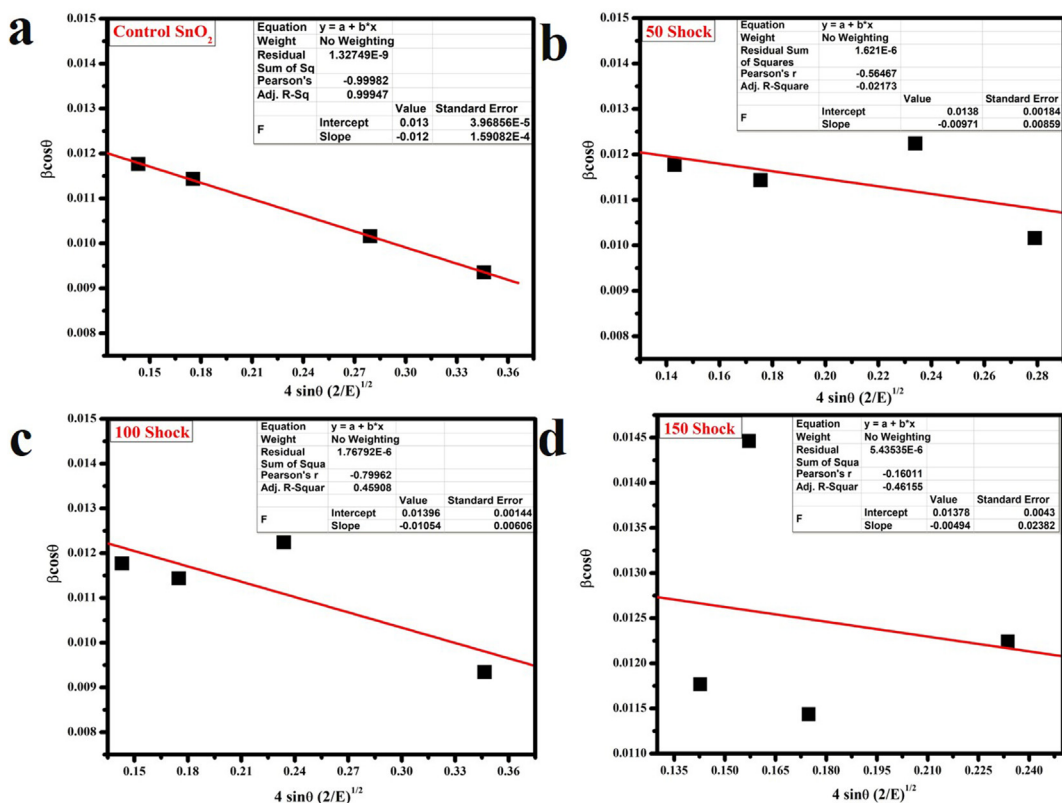 a
Control SnO2
Equation y = a + b*x
Weight No Weighting
Residual Sum of Sq 1.32749E-9
Pearson's -0.99982
Adj. R-Sq 0.99947
Value Standard Error
F Intercept 0.013 3.96856E-5
Slope -0.012 1.59082E-4
βcosθ
0.015
0.014
0.013
0.012
0.011
0.010
0.009
0.008
0.15 0.18 0.21 0.24 0.27 0.30 0.33 0.36
4 sinθ (2/E)1/2
b
50 Shock
Equation y = a + b*x
Weight No Weighting
Residual Sum of Squares 1.621E-6
Pearson's r -0.56467
Adj. R-Square -0.02173
Value Standard Error
F Intercept 0.0138 0.00184
Slope -0.00971 0.00859
βcosθ
0.015
0.014
0.013
0.012
0.011
0.010
0.009
0.008
0.14 0.16 0.18 0.20 0.22 0.24 0.26 0.28
4 sinθ (2/E)1/2
c
100 Shock
Equation y = a + b*x
Weight No Weighting
Residual Sum of Squa 1.76792E-6
Pearson's r -0.79962
Adj. R-Squar 0.45908
Value Standard Error
F Intercept 0.01396 0.00144
Slope -0.01054 0.00606
βcosθ
0.015
0.014
0.013
0.012
0.011
0.010
0.009
0.008
0.15 0.18 0.21 0.24 0.27 0.30 0.33 0.36
4 sinθ (2/E)1/2
d
150 Shock
Equation y = a + b*x
Weight No Weighting
Residual Sum of Squa 5.43535E-6
Pearson's r -0.16011
Adj. R-Squar -0.46155
Value Standard Error
F Intercept 0.01378 0.0043
Slope -0.00494 0.02382
βcosθ
0.0145
0.0140
0.0135
0.0130
0.0125
0.0120
0.0115
0.0110
0.135 0.150 0.165 0.180 0.195 0.210 0.225 0.240
4 sinθ (2/E)1/2